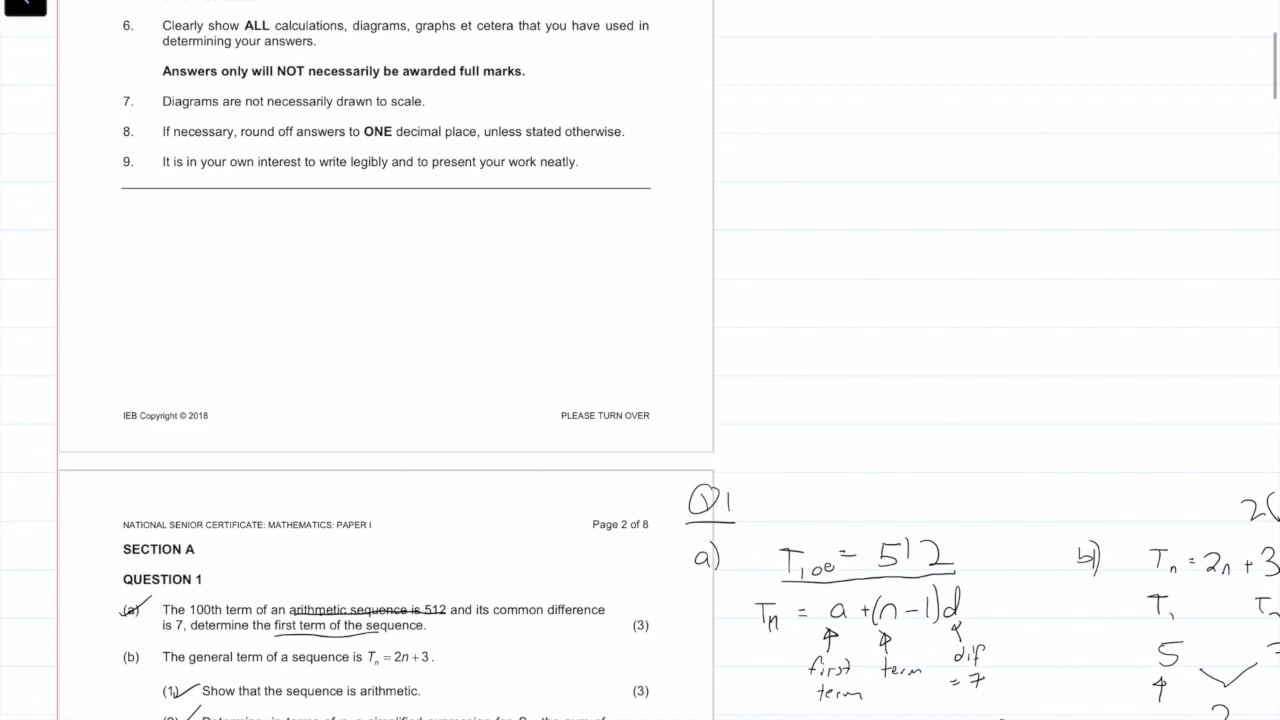 6. Clearly show ALL calculations, diagrams, graphs et cetera that you have used in
determining your answers.
Answers only will NOT necessarily be awarded full marks.
7. Diagrams are not necessarily drawn to scale.
8. If necessary, round off answers to ONE decimal place, unless stated otherwise.
9. It is in your own interest to write legibly and to present your work neatly.
IEB Copyright © 2018 PLEASE TURN OVER
NATIONAL SENIOR CERTIFICATE: MATHEMATICS: PAPER I Page 2 of 8
SECTION A
QUESTION 1
(a) The 100th term of an arithmetic sequence is 512 and its common difference
is 7, determine the first term of the sequence. (3)
(b) The general term of a sequence is Tn = 2n + 3.
(1) Show that the sequence is arithmetic. (3)
Q1
a) T100 = 512
Tn = a + (n - 1)d
first term dif
term = 7
2(
b) Tn = 2n + 3
T1
5